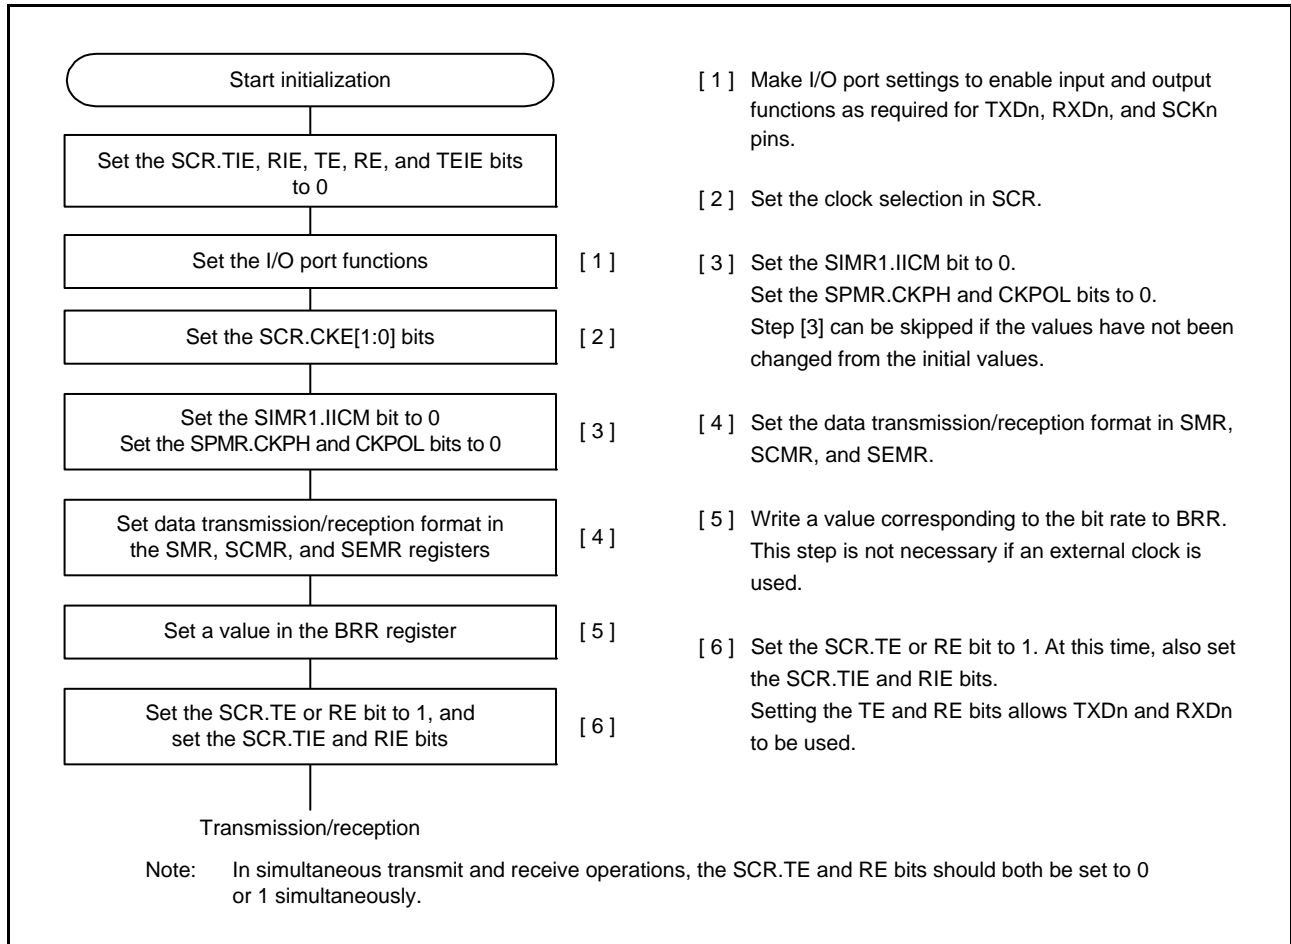 Start initialization
Set the SCR.TIE, RIE, TE, RE, and TEIE bits
to 0
Set the I/O port functions
[ 1 ]
Set the SCR.CKE[1:0] bits
[ 2 ]
Set the SIMR1.IICM bit to 0
Set the SPMR.CKPH and CKPOL bits to 0
[ 3 ]
Set data transmission/reception format in
the SMR, SCMR, and SEMR registers
[ 4 ]
Set a value in the BRR register
[ 5 ]
Set the SCR.TE or RE bit to 1, and
set the SCR.TIE and RIE bits
[ 6 ]
Transmission/reception
[ 1 ] Make I/O port settings to enable input and output
functions as required for TXDn, RXDn, and SCKn
pins.
[ 2 ] Set the clock selection in SCR.
[ 3 ] Set the SIMR1.IICM bit to 0.
Set the SPMR.CKPH and CKPOL bits to 0.
Step [3] can be skipped if the values have not been
changed from the initial values.
[ 4 ] Set the data transmission/reception format in SMR,
SCMR, and SEMR.
[ 5 ] Write a value corresponding to the bit rate to BRR.
This step is not necessary if an external clock is
used.
[ 6 ] Set the SCR.TE or RE bit to 1. At this time, also set
the SCR.TIE and RIE bits.
Setting the TE and RE bits allows TXDn and RXDn
to be used.
Note: In simultaneous transmit and receive operations, the SCR.TE and RE bits should both be set to 0
or 1 simultaneously.